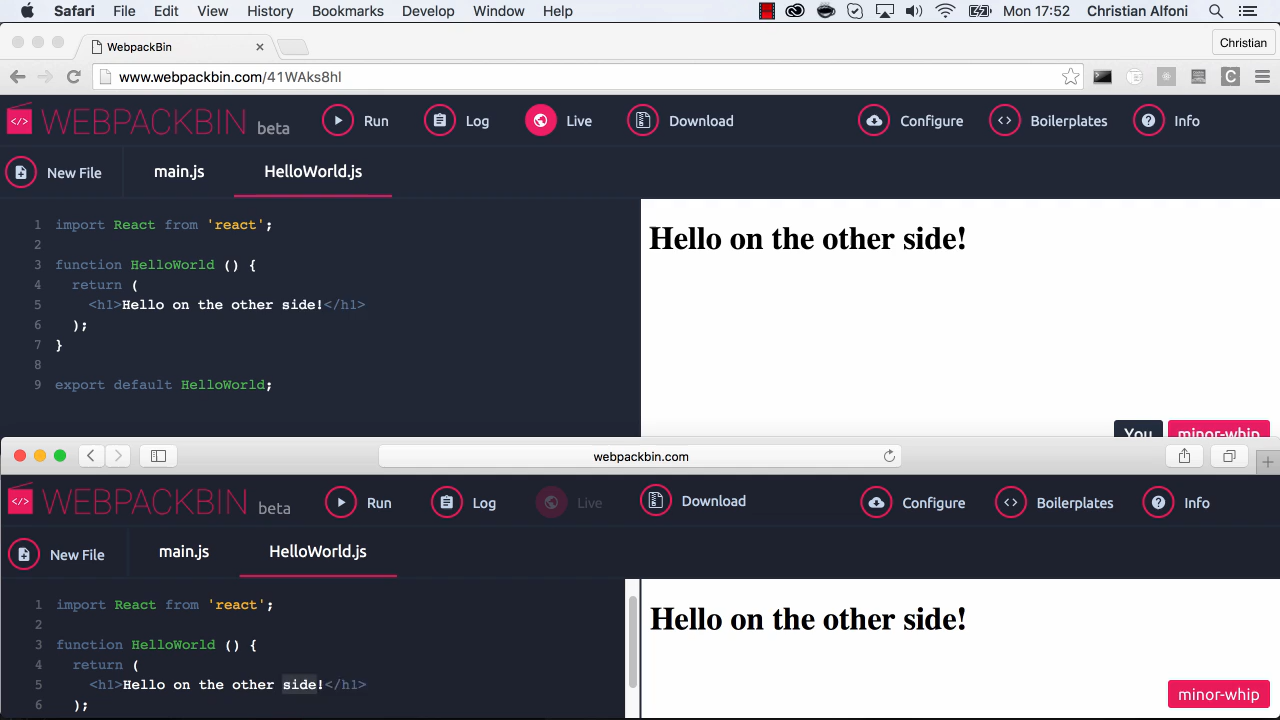 Safari File Edit View History Bookmarks Develop Window Help Mon 17:52 Christian Alfoni
WebpackBin Christian
www.webpackbin.com/41WAks8hI
</> WEBPACKBIN beta Run Log Live Download Configure Boilerplates Info
New File main.js HelloWorld.js
1 import React from 'react';
2
3 function HelloWorld () {
4 return (
5 <h1>Hello on the other side!</h1>
6 );
7 }
8
9 export default HelloWorld;
Hello on the other side!
You minor-whip
webpackbin.com
</> WEBPACKBIN beta Run Log Live Download Configure Boilerplates Info
New File main.js HelloWorld.js
1 import React from 'react';
2
3 function HelloWorld () {
4 return (
5 <h1>Hello on the other side!</h1>
6 );
Hello on the other side!
minor-whip